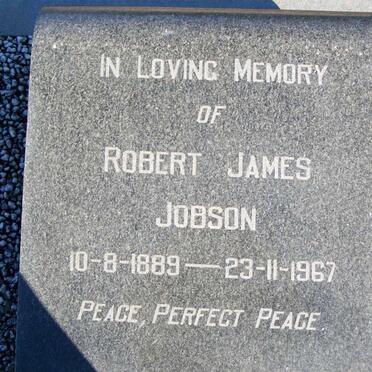 IN LOVING MEMORY
OF
ROBERT JAMES
JOBSON
10-8-1889 — 23-11-1967
PEACE, PERFECT PEACE.